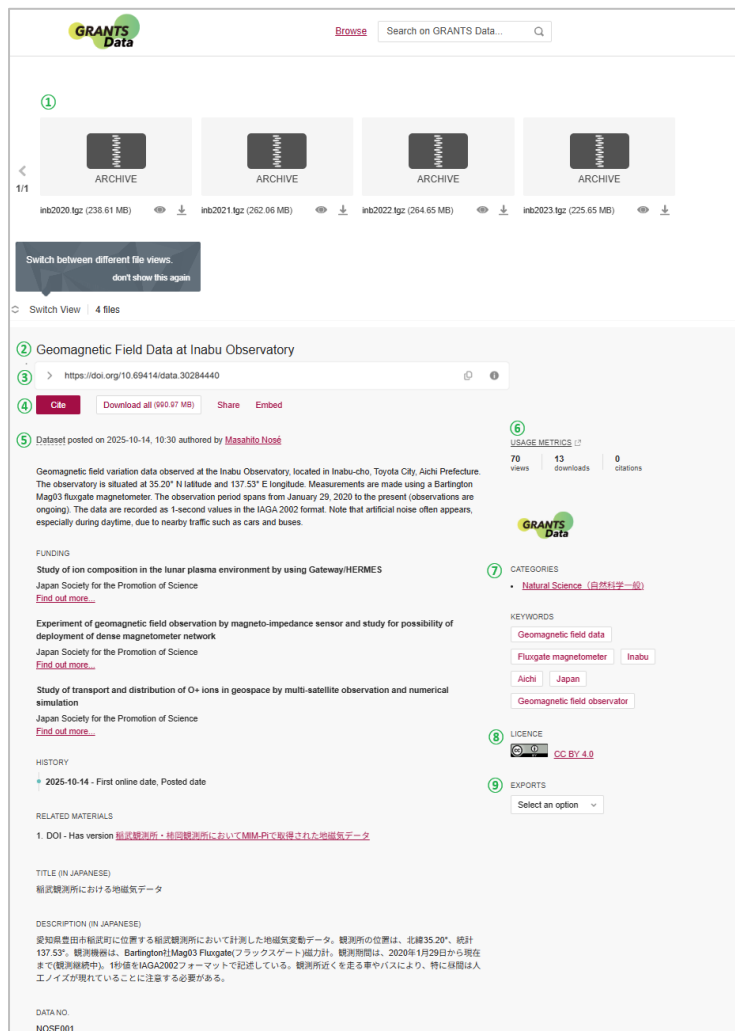 GRANTS
Data
Browse
Search on GRANTS Data...
①
ARCHIVE
ARCHIVE
ARCHIVE
ARCHIVE
1/1
inb2020.tgz (238.61 MB)
inb2021.tgz (262.06 MB)
inb2022.tgz (264.65 MB)
inb2023.tgz (225.65 MB)
Switch between different file views.
don't show this again
Switch View
4 files
② Geomagnetic Field Data at Inabu Observatory
③ https://doi.org/10.69414/data.30284440
④ Cite
Download all (990.97 MB)
Share
Embed
⑤ Dataset posted on 2025-10-14, 10:30 authored by Masahito Nosé
Geomagnetic field variation data observed at the Inabu Observatory, located in Inabu-cho, Toyota City, Aichi Prefecture.
The observatory is situated at 35.20° N latitude and 137.53° E longitude. Measurements are made using a Bartington
Mag03 fluxgate magnetometer. The observation period spans from January 29, 2020 to the present (observations are
ongoing). The data are recorded as 1-second values in the IAGA 2002 format. Note that artificial noise often appears,
especially during daytime, due to nearby traffic such as cars and buses.
FUNDING
Study of ion composition in the lunar plasma environment by using Gateway/HERMES
Japan Society for the Promotion of Science
Find out more...
Experiment of geomagnetic field observation by magneto-impedance sensor and study for possibility of
deployment of dense magnetometer network
Japan Society for the Promotion of Science
Find out more...
Study of transport and distribution of O+ ions in geospace by multi-satellite observation and numerical
simulation
Japan Society for the Promotion of Science
Find out more...
HISTORY
2025-10-14 - First online date, Posted date
RELATED MATERIALS
1. DOI - Has version 稲武観測所・柿岡観測所においてMIM-Piで取得された地磁気データ
TITLE (IN JAPANESE)
稲武観測所における地磁気データ
DESCRIPTION (IN JAPANESE)
愛知県豊田市稲武町に位置する稲武観測所において計測した地磁気変動データ。観測所の位置は、北緯35.20°、統計
137.53°。観測機器は、Bartington社Mag03 Fluxgate(フラックスゲート)磁力計。観測期間は、2020年1月29日から現在
まで(観測継続中)。1秒値をIAGA2002フォーマットで記述している。観測所近くを走る車やバスにより、特に昼間は人
工ノイズが現れていることに注意する必要がある。
DATA NO.
NOSE001
⑥
USAGE METRICS
70
views
13
downloads
0
citations
GRANTS
Data
⑦ CATEGORIES
Natural Science（自然科学一般)
KEYWORDS
Geomagnetic field data
Fluxgate magnetometer
Inabu
Aichi
Japan
Geomagnetic field observator
⑧ LICENCE
CC BY 4.0
⑨ EXPORTS
Select an option